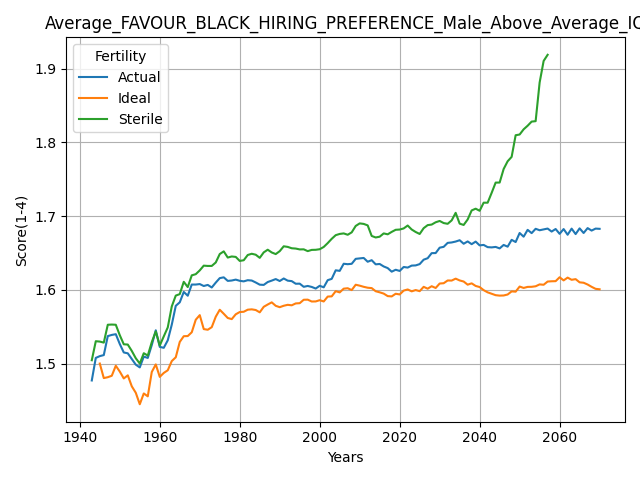 Average_FAVOUR_BLACK_HIRING_PREFERENCE_Male_Above_Average_IQ
Fertility
Actual
Ideal
Sterile
1.9
1.8
1.7
1.6
1.5
Score(1-4)
1940 1960 1980 2000 2020 2040 2060
Years